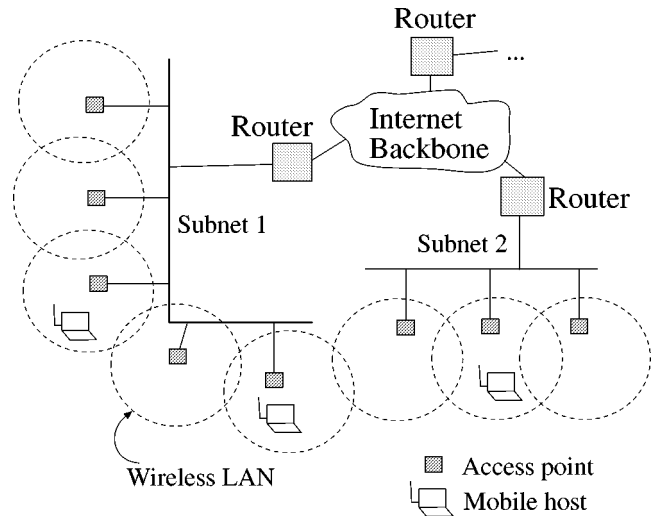 Router
...
Router
Internet
Backbone
Router
Subnet 1
Subnet 2
Wireless LAN
Access point
Mobile host